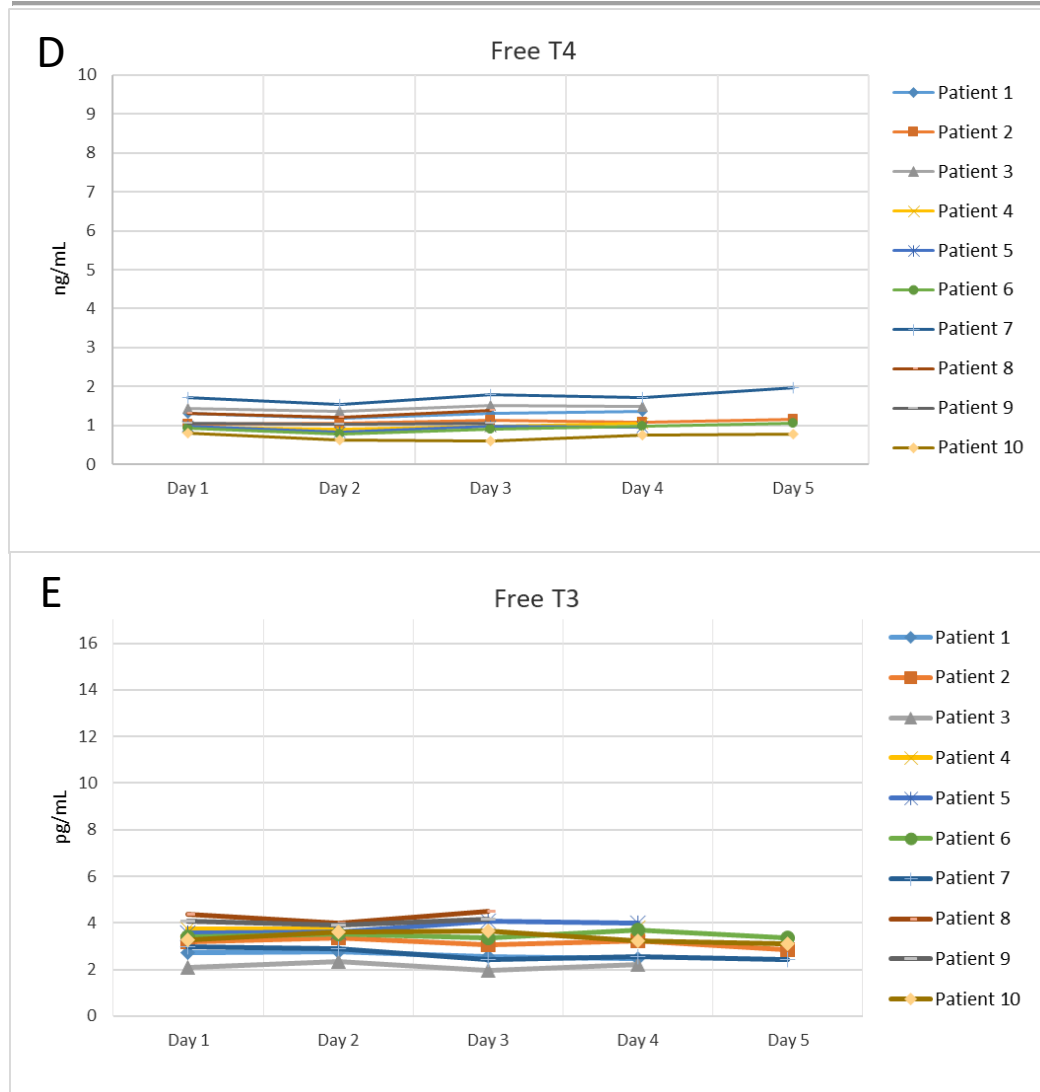 D
Free T4
10
9
8
7
6
5
4
3
2
1
0
ng/mL
Day 1 Day 2 Day 3 Day 4 Day 5
Patient 1
Patient 2
Patient 3
Patient 4
Patient 5
Patient 6
Patient 7
Patient 8
Patient 9
Patient 10
E
Free T3
16
14
12
10
8
6
4
2
0
pg/mL
Day 1 Day 2 Day 3 Day 4 Day 5
Patient 1
Patient 2
Patient 3
Patient 4
Patient 5
Patient 6
Patient 7
Patient 8
Patient 9
Patient 10